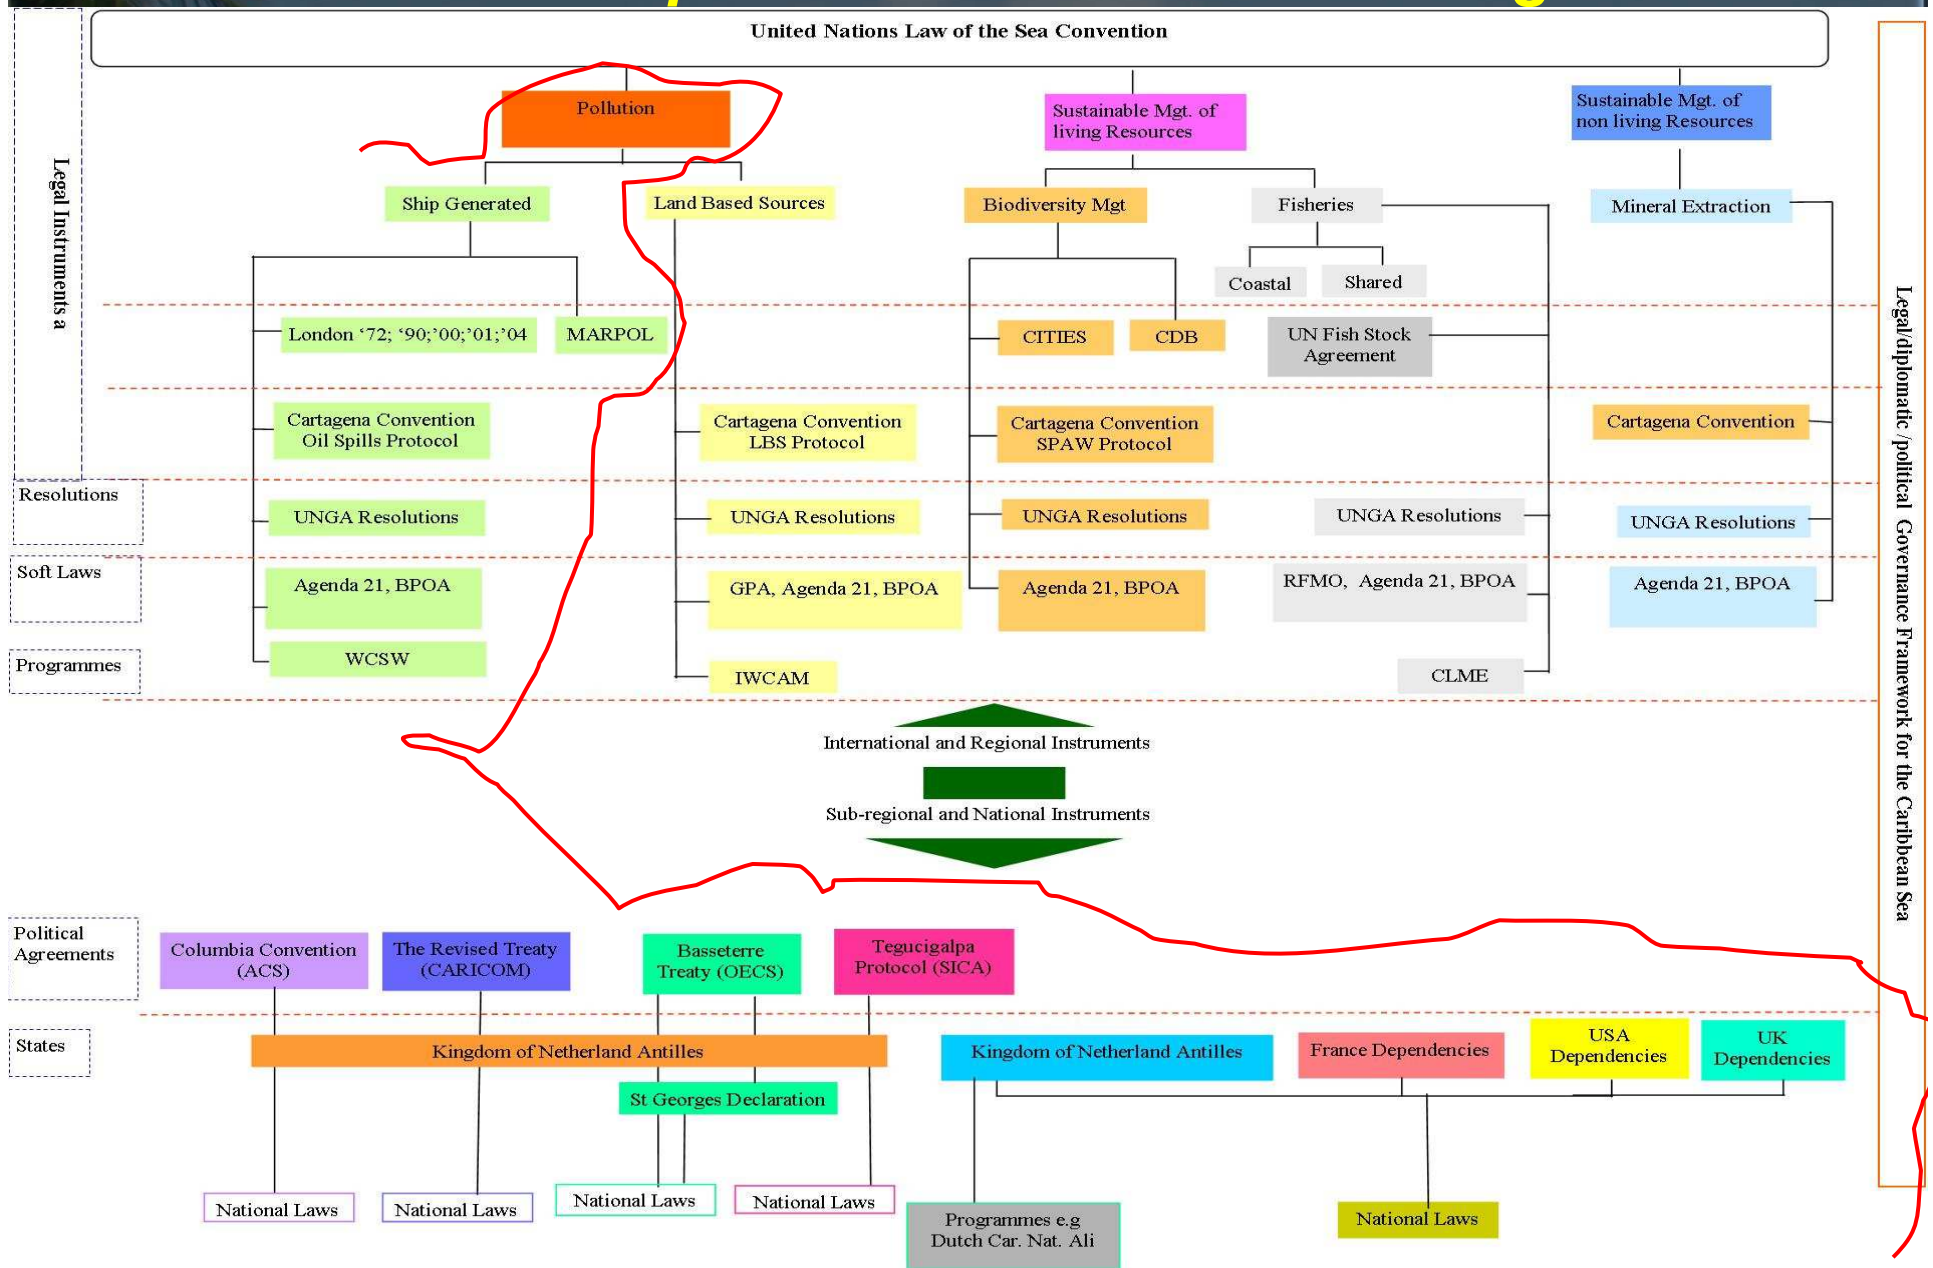 United Nations Law of the Sea Convention
Legal Instruments a
Pollution
Sustainable Mgt. of
living Resources
Sustainable Mgt. of
non living Resources
Ship Generated
Land Based Sources
Biodiversity Mgt
Fisheries
Mineral Extraction
Coastal
Shared
London ‘72; ‘90;’00;’01;’04
MARPOL
CITIES
CDB
UN Fish Stock
Agreement
Cartagena Convention
Oil Spills Protocol
Cartagena Convention
LBS Protocol
Cartagena Convention
SPAW Protocol
Cartagena Convention
Resolutions
UNGA Resolutions
UNGA Resolutions
UNGA Resolutions
UNGA Resolutions
UNGA Resolutions
Soft Laws
Agenda 21, BPOA
GPA, Agenda 21, BPOA
Agenda 21, BPOA
RFMO, Agenda 21, BPOA
Agenda 21, BPOA
Programmes
WCSW
IWCAM
CLME
International and Regional Instruments
Sub-regional and National Instruments
Legal/diplomatic /political Governance Framework for the Caribbean Sea
Political
Agreements
Columbia Convention
(ACS)
The Revised Treaty
(CARICOM)
Basseterre
Treaty (OECS)
Tegucigalpa
Protocol (SICA)
States
Kingdom of Netherland Antilles
Kingdom of Netherland Antilles
France Dependencies
USA
Dependencies
UK
Dependencies
St Georges Declaration
National Laws
National Laws
National Laws
National Laws
Programmes e.g
Dutch Car. Nat. Ali
National Laws